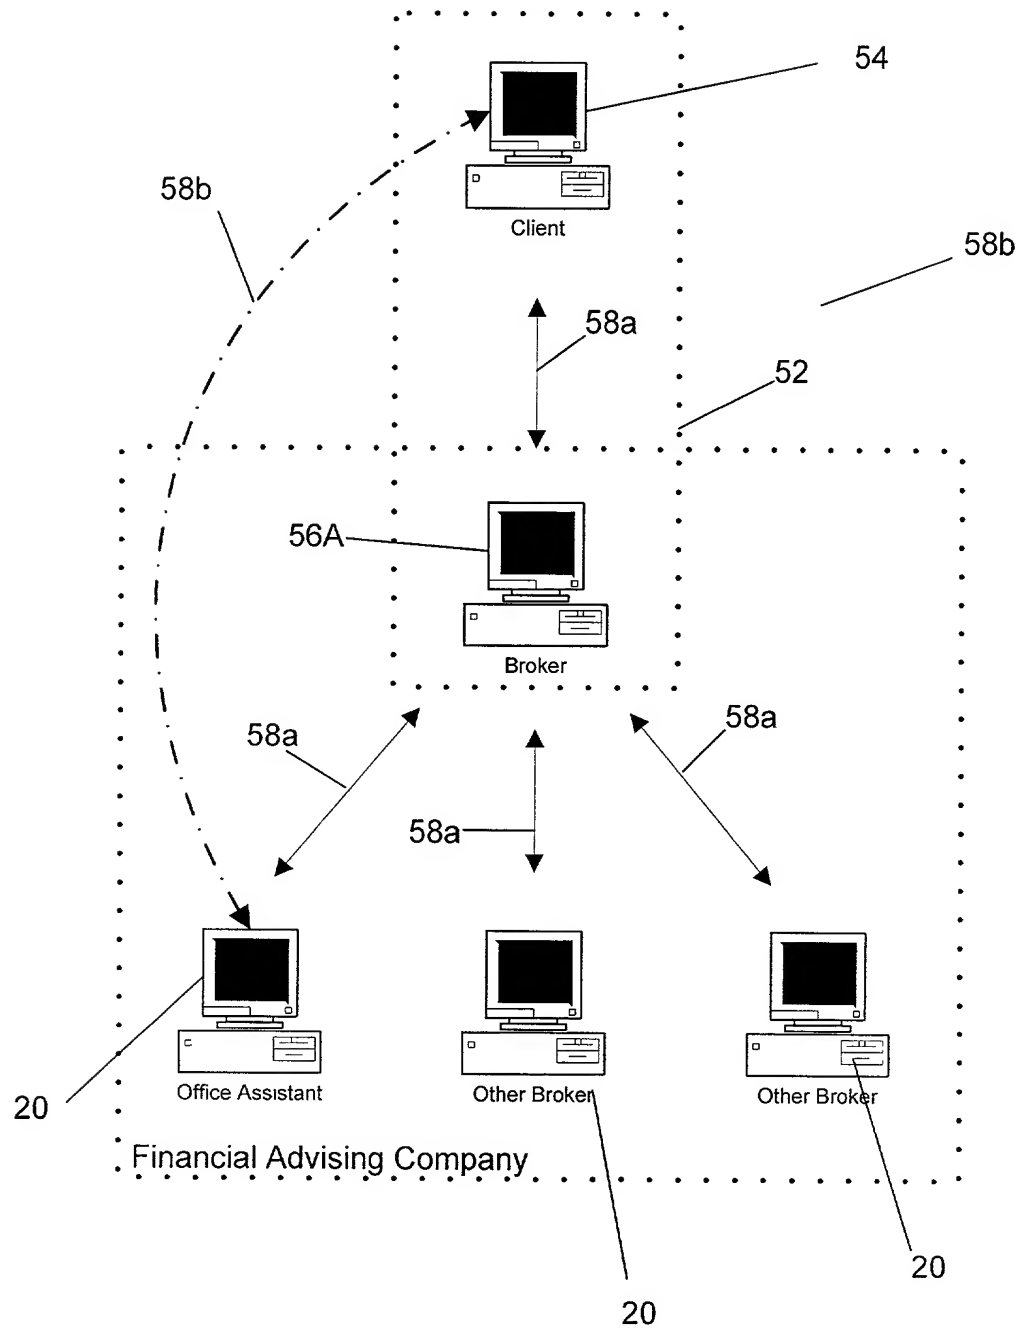 54
58b
Client
58b
58a
52
56A
Broker
58a
58a
58a
Office Assistant
Other Broker
Other Broker
20
Financial Advising Company
20
20